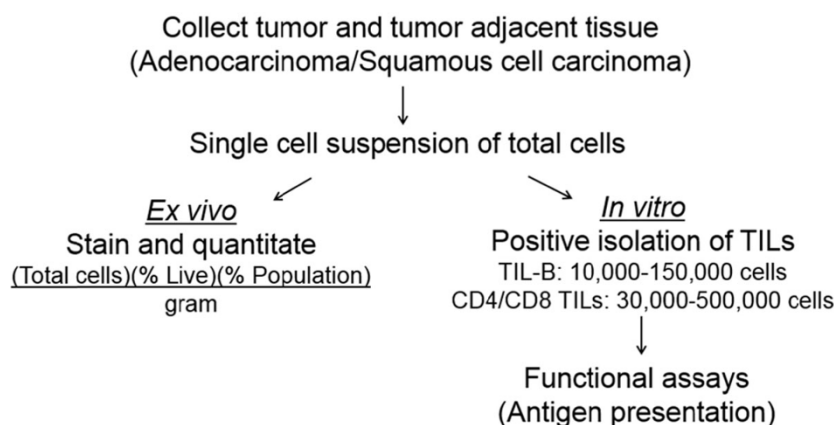 Collect tumor and tumor adjacent tissue
(Adenocarcinoma/Squamous cell carcinoma)
Single cell suspension of total cells
Ex vivo
Stain and quantitate
(Total cells)(% Live)(% Population)
gram
In vitro
Positive isolation of TILs
TIL-B: 10,000-150,000 cells
CD4/CD8 TILs: 30,000-500,000 cells
Functional assays
(Antigen presentation)